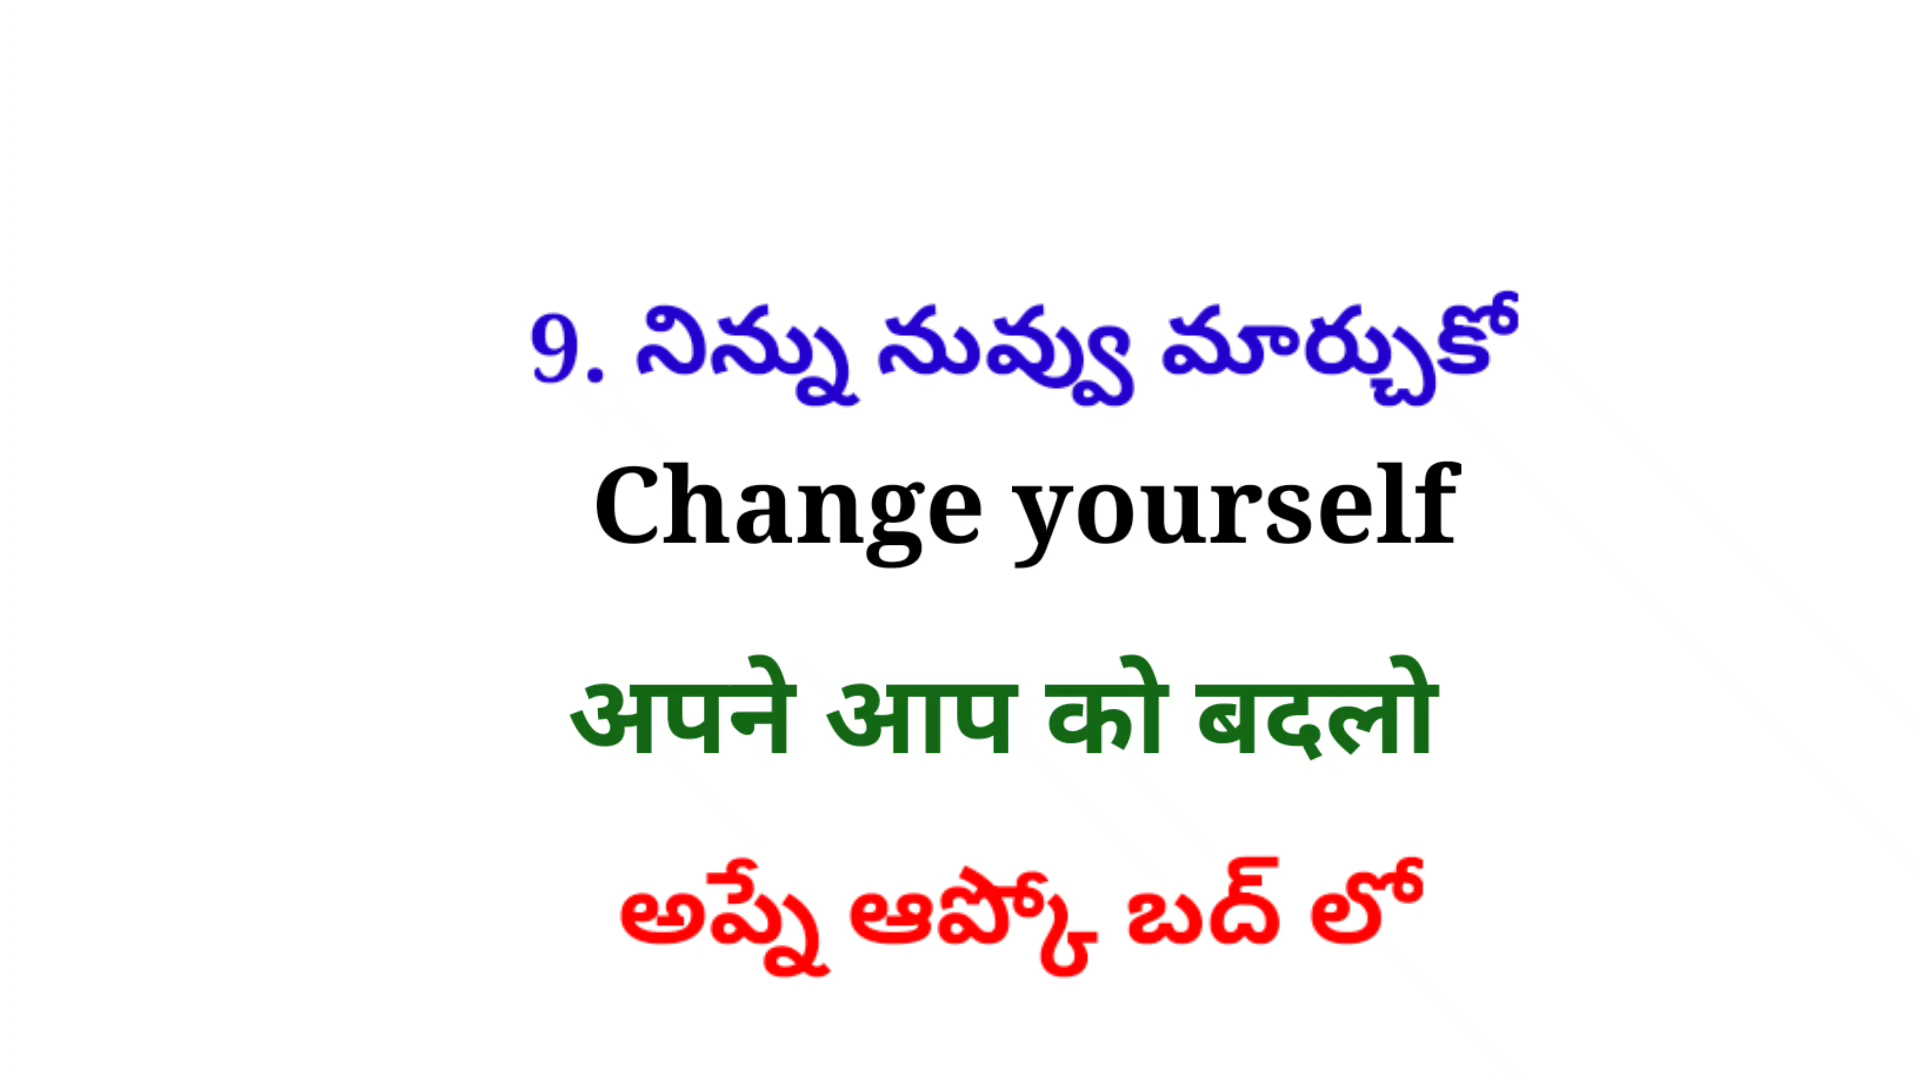 9. నిన్ను నువ్వు మార్చుకో
Change yourself
अपने आप को बदलो
అప్నే ఆప్కో బద్ లో